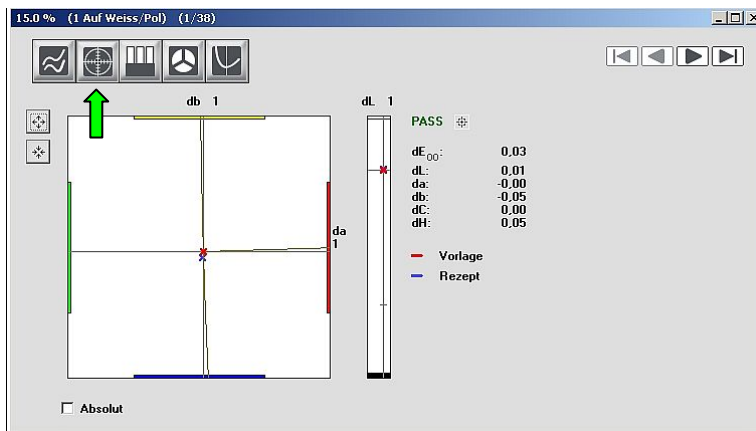 15.0 % (1 Auf Weiss/Pol) (1/38)
db 1
dL 1
da
1
PASS
dE00: 0,03
dL: 0,01
da: -0,00
db: -0,05
dC: 0,00
dH: 0,05
Vorlage
Rezept
Absolut